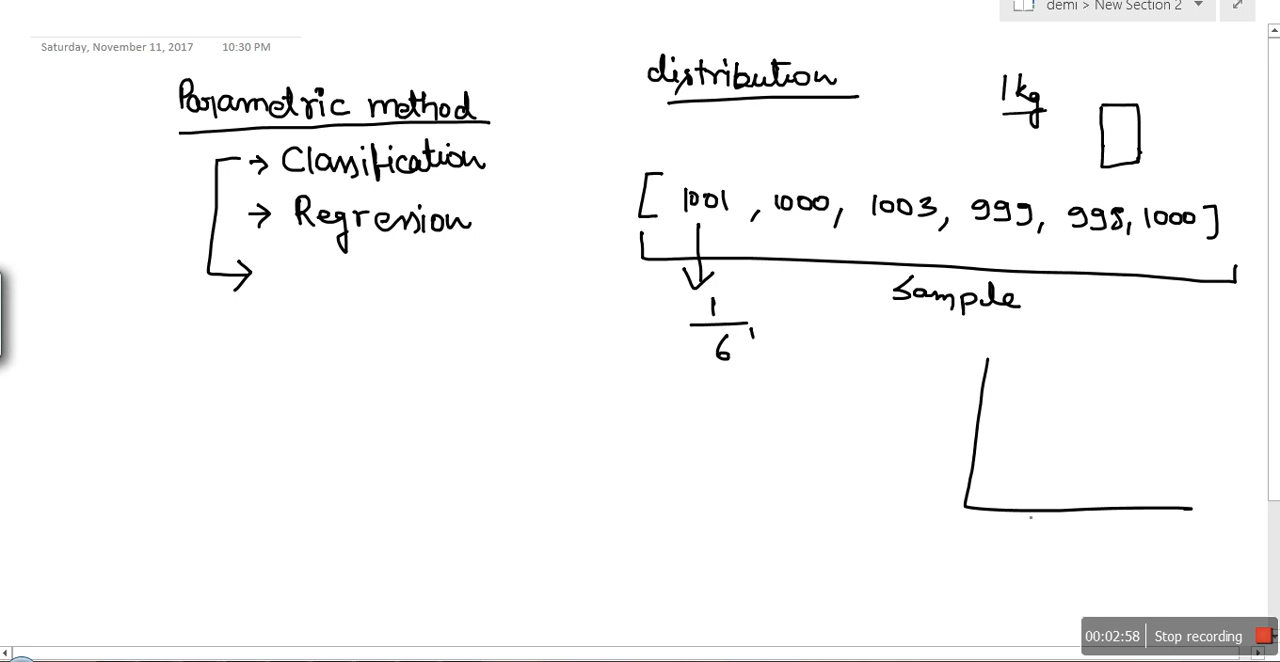 demi > New Section 2
Saturday, November 11, 2017 10:30 PM
Parametric method
→ Classification
→ Regression
distribution
1kg
[ 1001 , 1000, 1003, 999, 998, 1000 ]
Sample
1
6
00:02:58 Stop recording